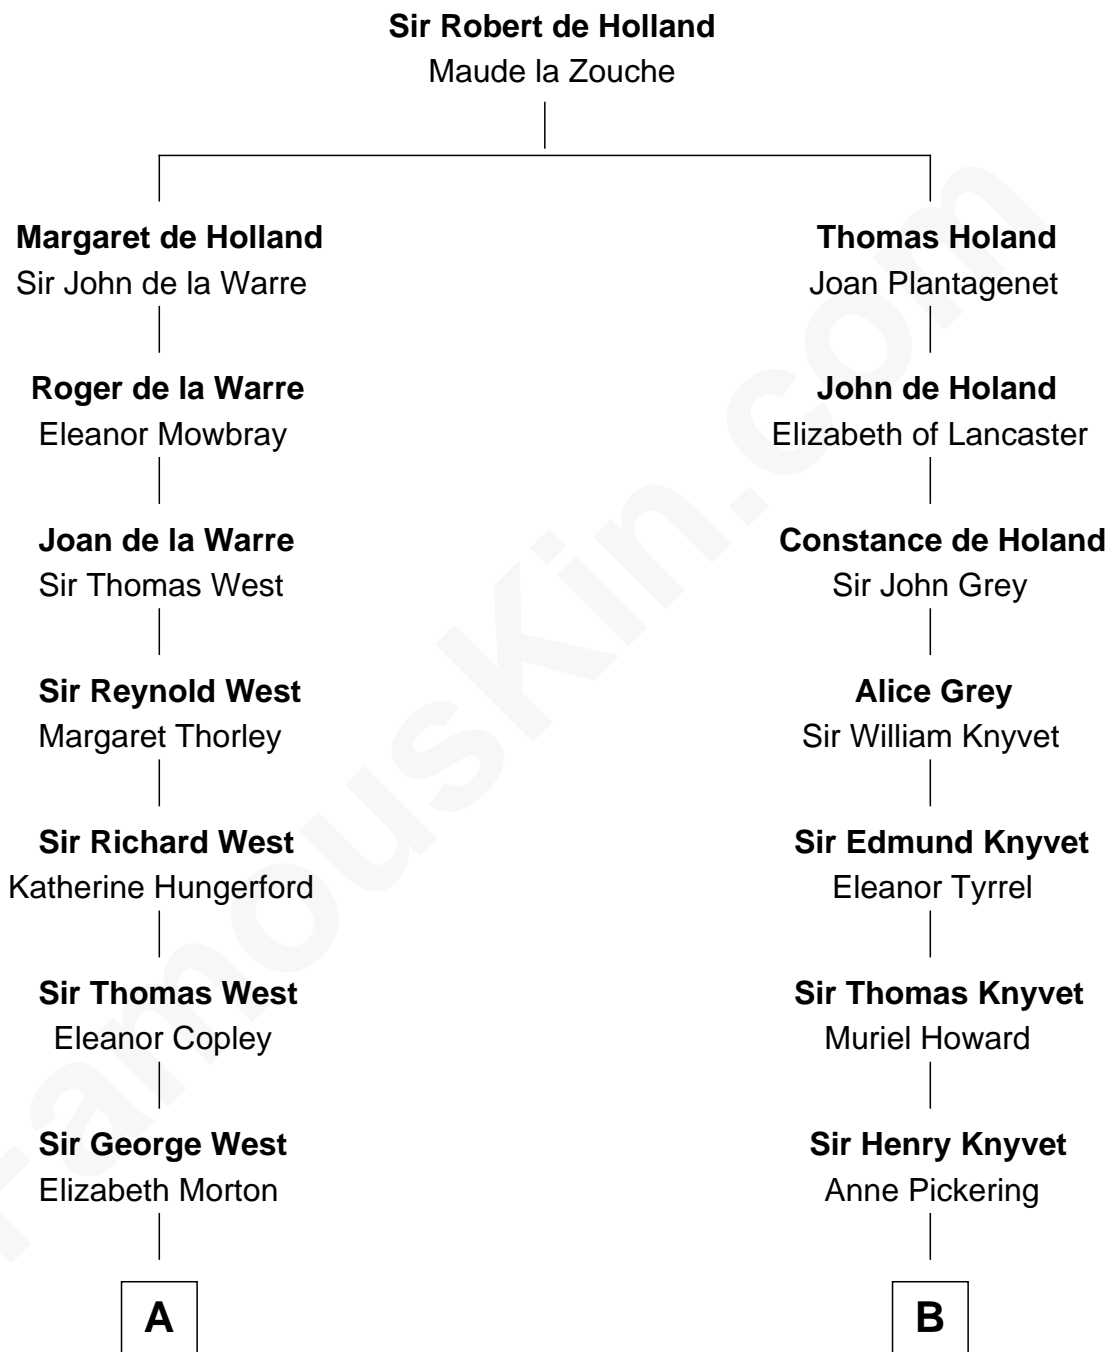 Sir Robert de Holland
Maude la Zouche
Margaret de Holland
Sir John de la Warre
Thomas Holand
Joan Plantagenet
Roger de la Warre
Eleanor Mowbray
John de Holand
Elizabeth of Lancaster
Joan de la Warre
Sir Thomas West
Constance de Holand
Sir John Grey
Sir Reynold West
Margaret Thorley
Alice Grey
Sir William Knyvet
Sir Richard West
Katherine Hungerford
Sir Edmund Knyvet
Eleanor Tyrrel
Sir Thomas West
Eleanor Copley
Sir Thomas Knyvet
Muriel Howard
Sir George West
Elizabeth Morton
Sir Henry Knyvet
Anne Pickering
A
B
FamousKin.com